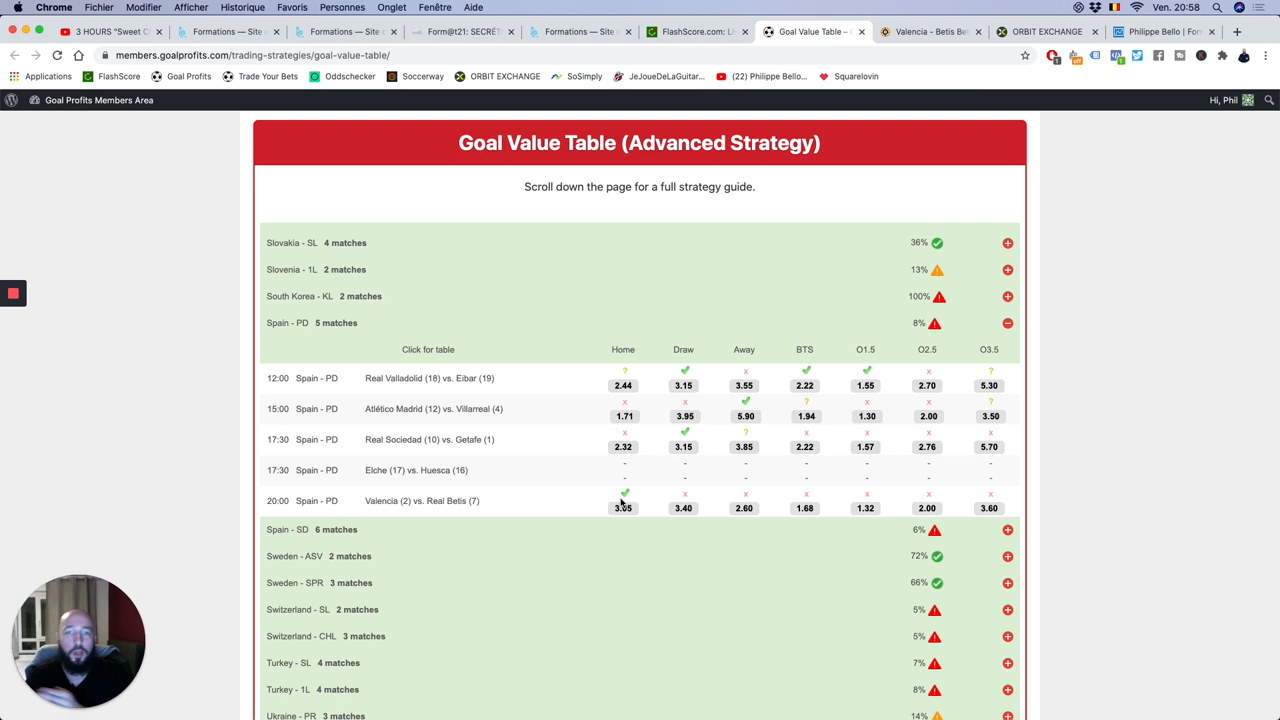 Chrome Fichier Modifier Affichage Historique Favoris Personnes Onglet Fenêtre Aide Ven. 20:58
3 HOURS "Sweet C Formations — Site Formations — Site Form@t21: SECRÉT Formations — Site FlashScore.com: Liv Goal Value Table – Valencia - Betis Bet ORBIT EXCHANGE Philippe Bello | Form
members.goalprofits.com/trading-strategies/goal-value-table/
Applications FlashScore Goal Profits Trade Your Bets Oddschecker Soccerway ORBIT EXCHANGE SoSimply JeJoueDeLaGuitar... (22) Philippe Bello... Squarelovin
Goal Profits Members Area Hi, Phil
Goal Value Table (Advanced Strategy)
Scroll down the page for a full strategy guide.
Slovakia - SL 4 matches 36%
Slovenia - 1L 2 matches 13%
South Korea - KL 2 matches 100%
Spain - PD 5 matches 8%
Click for table Home Draw Away BTS O1.5 O2.5 O3.5
? x x ?
12:00 Spain - PD Real Valladolid (18) vs. Eibar (19) 2.44 3.15 3.55 2.22 1.55 2.70 5.30
x x ? x x ?
15:00 Spain - PD Atlético Madrid (12) vs. Villarreal (4) 1.71 3.95 5.90 1.94 1.30 2.00 3.50
x ? x x x x
17:30 Spain - PD Real Sociedad (10) vs. Getafe (1) 2.32 3.15 3.85 2.22 1.57 2.76 5.70
- - - - - - -
17:30 Spain - PD Elche (17) vs. Huesca (16) - - - - - - -
x x x x x x
20:00 Spain - PD Valencia (2) vs. Real Betis (7) 3.05 3.40 2.60 1.68 1.32 2.00 3.60
Spain - SD 6 matches 6%
Sweden - ASV 2 matches 72%
Sweden - SPR 3 matches 66%
Switzerland - SL 2 matches 5%
Switzerland - CHL 3 matches 5%
Turkey - SL 4 matches 7%
Turkey - 1L 4 matches 8%
Ukraine - PR 3 matches 14%